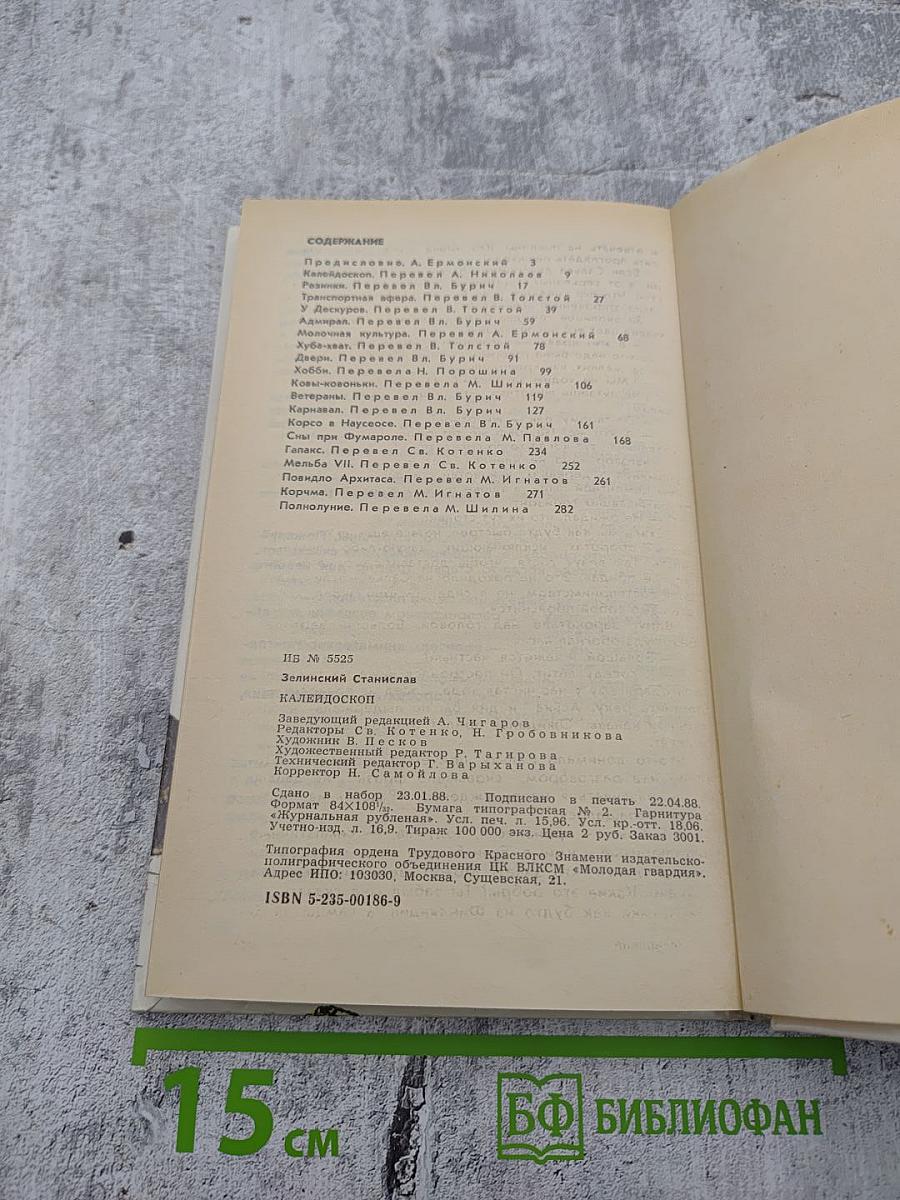 СОДЕРЖАНИЕ
Предисловие. А. Ермонский 3
Калейдоскоп. Перевел А. Николаев 9
Резинки. Перевел Вл. Бурич 17
Транспортная афера. Перевел В. Толстой 27
У Дескуров. Перевел В. Толстой 39
Адмирал. Перевел Вл. Бурич 59
Молочная культура. Перевел А. Ермонский 68
Хуба-хват. Перевел В. Толстой 78
Двери. Перевел Вл. Бурич 91
Хобби. Перевела Н. Порошина 99
Ковы-ковоньки. Перевела М. Шилина 106
Ветераны. Перевел Вл. Бурич 119
Карнавал. Перевел Вл. Бурич 127
Корсо в Наусеосе. Перевел Вл. Бурич 161
Сны при Фумароле. Перевела М. Павлова 168
Гапакс. Перевел Св. Котенко 234
Мельба VII. Перевел Св. Котенко 252
Повидло Архитаса. Перевел М. Игнатов 261
Корчма. Перевел М. Игнатов 271
Полнолуние. Перевела М. Шилина 282
ИБ № 5525
Зелинский Станислав
КАЛЕЙДОСКОП
Заведующий редакцией А. Чигаров
Редакторы Св. Котенко, Н. Гробовникова
Художник В. Песков
Художественный редактор Р. Тагирова
Технический редактор Г. Варыханова
Корректор Н. Самойлова
Сдано в набор 23.01.88. Подписано в печать 22.04.88.
Формат 84×108¹/₃₂. Бумага типографская № 2. Гарнитура
«Журнальная рубленая». Усл. печ. л. 15,96. Усл. кр.-отт. 18,06.
Учетно-изд. л. 16,9. Тираж 100 000 экз. Цена 2 руб. Заказ 3001.
Типография ордена Трудового Красного Знамени издательско-
полиграфического объединения ЦК ВЛКСМ «Молодая гвардия».
Адрес ИПО: 103030, Москва, Сущевская, 21.
ISBN 5-235-00186-9
15 см
БФ БИБЛИОФАН